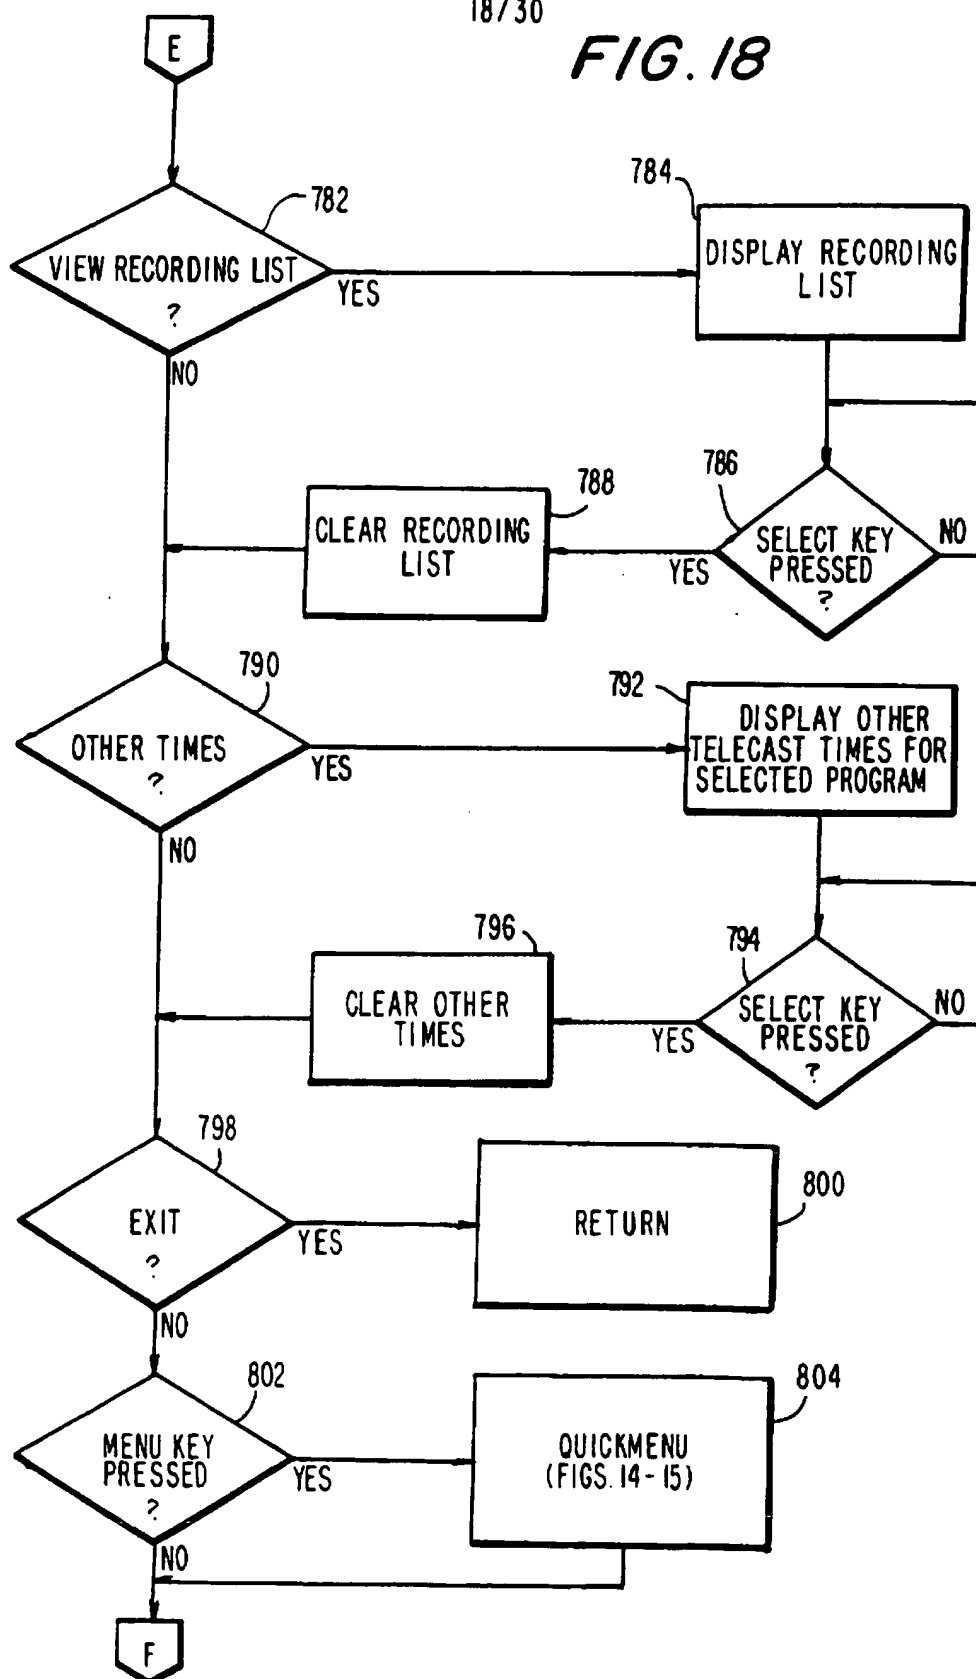 18/30
FIG. 18
E
782
VIEW RECORDING LIST
?
YES
NO
784
DISPLAY RECORDING
LIST
786
SELECT KEY
PRESSED
?
NO
YES
788
CLEAR RECORDING
LIST
790
OTHER TIMES
?
YES
NO
792
DISPLAY OTHER
TELECAST TIMES FOR
SELECTED PROGRAM
794
SELECT KEY
PRESSED
?
NO
YES
796
CLEAR OTHER
TIMES
798
EXIT
?
YES
NO
800
RETURN
802
MENU KEY
PRESSED
?
YES
NO
804
QUICKMENU
(FIGS. 14-15)
F